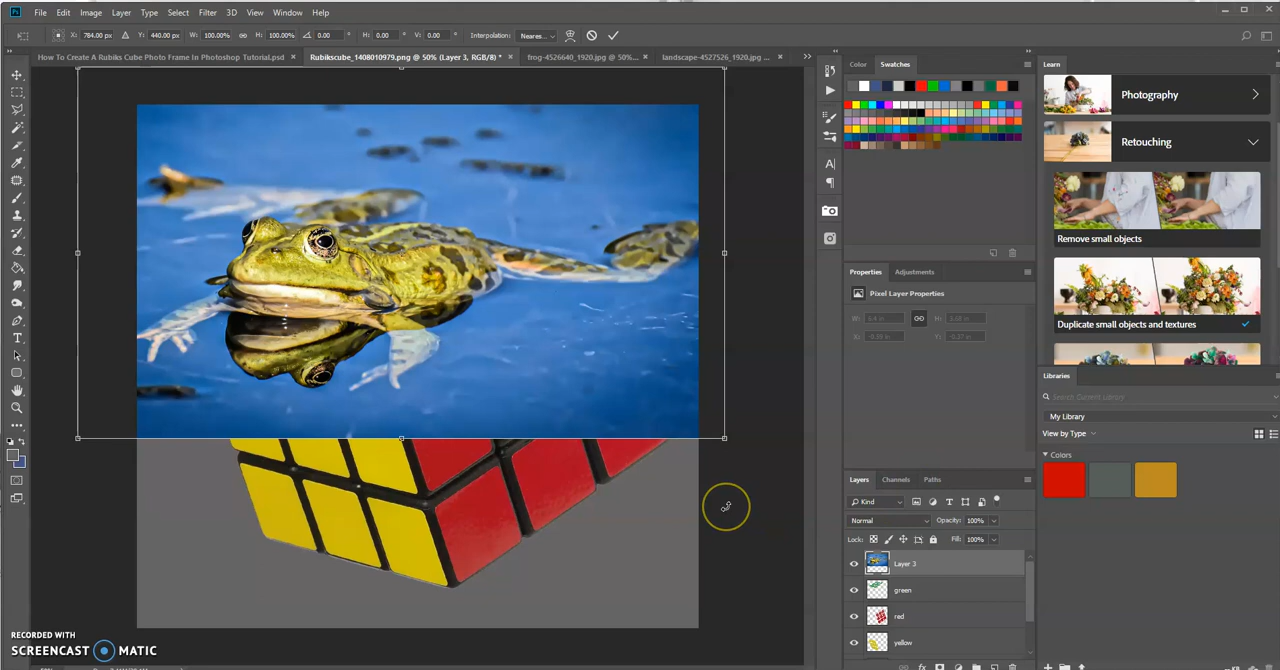 Ps File Edit Image Layer Type Select Filter 3D View Window Help
X: 784.00 px Y: 440.00 px W: 100.00% H: 100.00% 0.00 ° H: 0.00 ° V: 0.00 ° Interpolation: Neares...
How To Create A Rubiks Cube Photo Frame In Photoshop Tutorial.psd × Rubikscube_1408010979.png @ 50% (Layer 3, RGB/8) * × frog-4526640_1920.jpg @ 50%... × landscape-4527526_1920.jpg ... ×
Color Swatches
Learn
Photography
Retouching
Remove small objects
Properties Adjustments
Pixel Layer Properties
W: H: 
X: Y: 
Duplicate small objects and textures
Libraries
Search Current Library
My Library
View by Type
Colors
Layers Channels Paths
Kind
Normal Opacity: 100%
Lock: Fill: 100%
Layer 3
green
red
yellow
RECORDED WITH
SCREENCAST MATIC